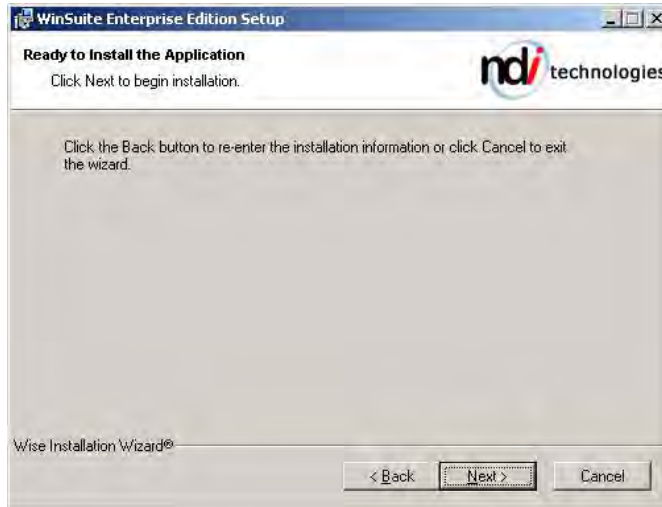 WinSuite Enterprise Edition Setup
Ready to Install the Application
Click Next to begin installation.
ndi technologies
Click the Back button to re-enter the installation information or click Cancel to exit
the wizard.
Wise Installation Wizard®
< Back Next > Cancel